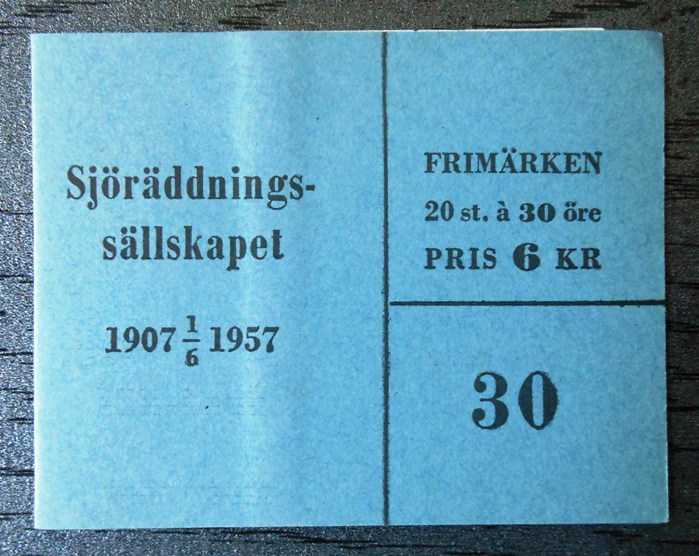 Sjöräddnings-
sällskapet
1907 1/6 1957
FRIMÄRKEN
20 st. à 30 öre
PRIS 6 KR
30